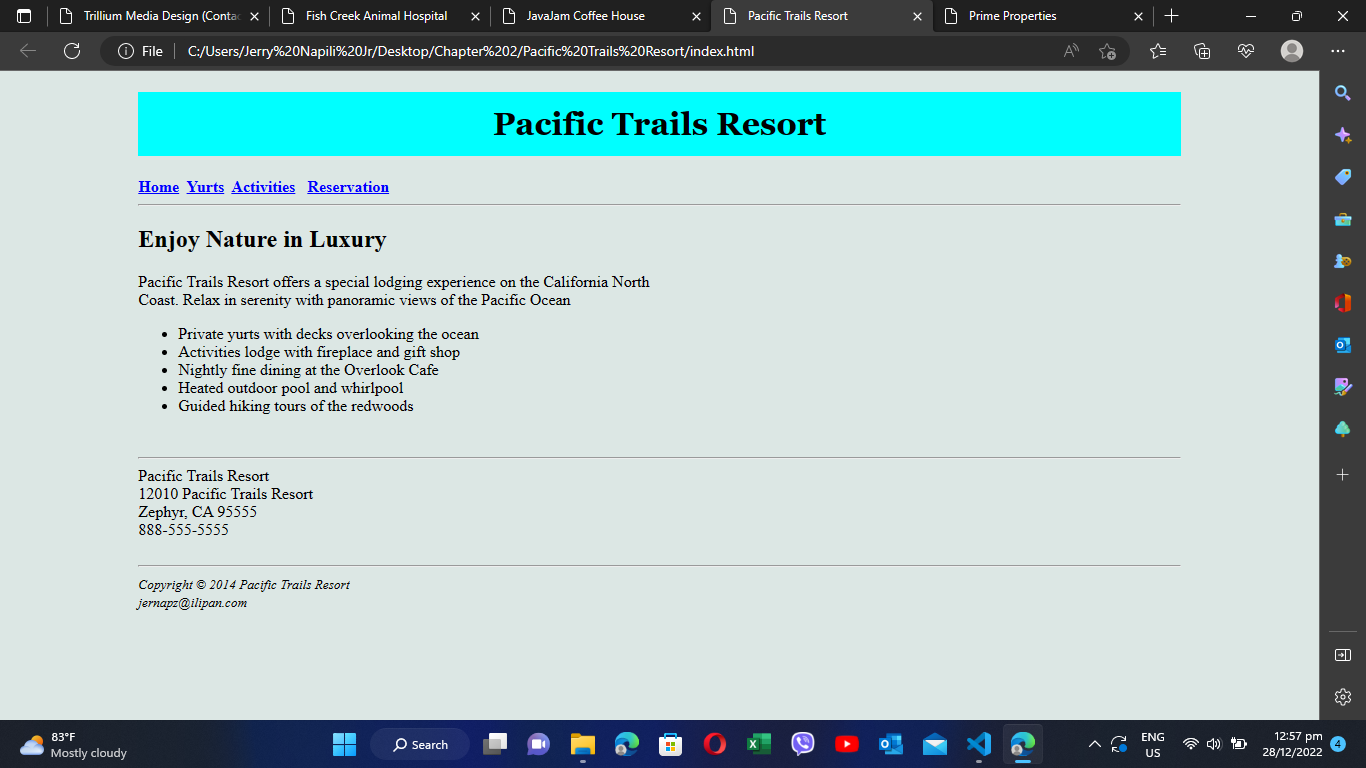 Trillium Media Design (Contac
Fish Creek Animal Hospital
JavaJam Coffee House
Pacific Trails Resort
Prime Properties
File
C:/Users/Jerry%20Napili%20Jr/Desktop/Chapter%202/Pacific%20Trails%20Resort/index.html
Pacific Trails Resort
Home Yurts Activities Reservation
Enjoy Nature in Luxury
Pacific Trails Resort offers a special lodging experience on the California North
Coast. Relax in serenity with panoramic views of the Pacific Ocean
• Private yurts with decks overlooking the ocean
• Activities lodge with fireplace and gift shop
• Nightly fine dining at the Overlook Cafe
• Heated outdoor pool and whirlpool
• Guided hiking tours of the redwoods
Pacific Trails Resort
12010 Pacific Trails Resort
Zephyr, CA 95555
888-555-5555
Copyright © 2014 Pacific Trails Resort
jernapz@ilipan.com
83°F
Mostly cloudy
Search
ENG
US
12:57 pm
28/12/2022
4